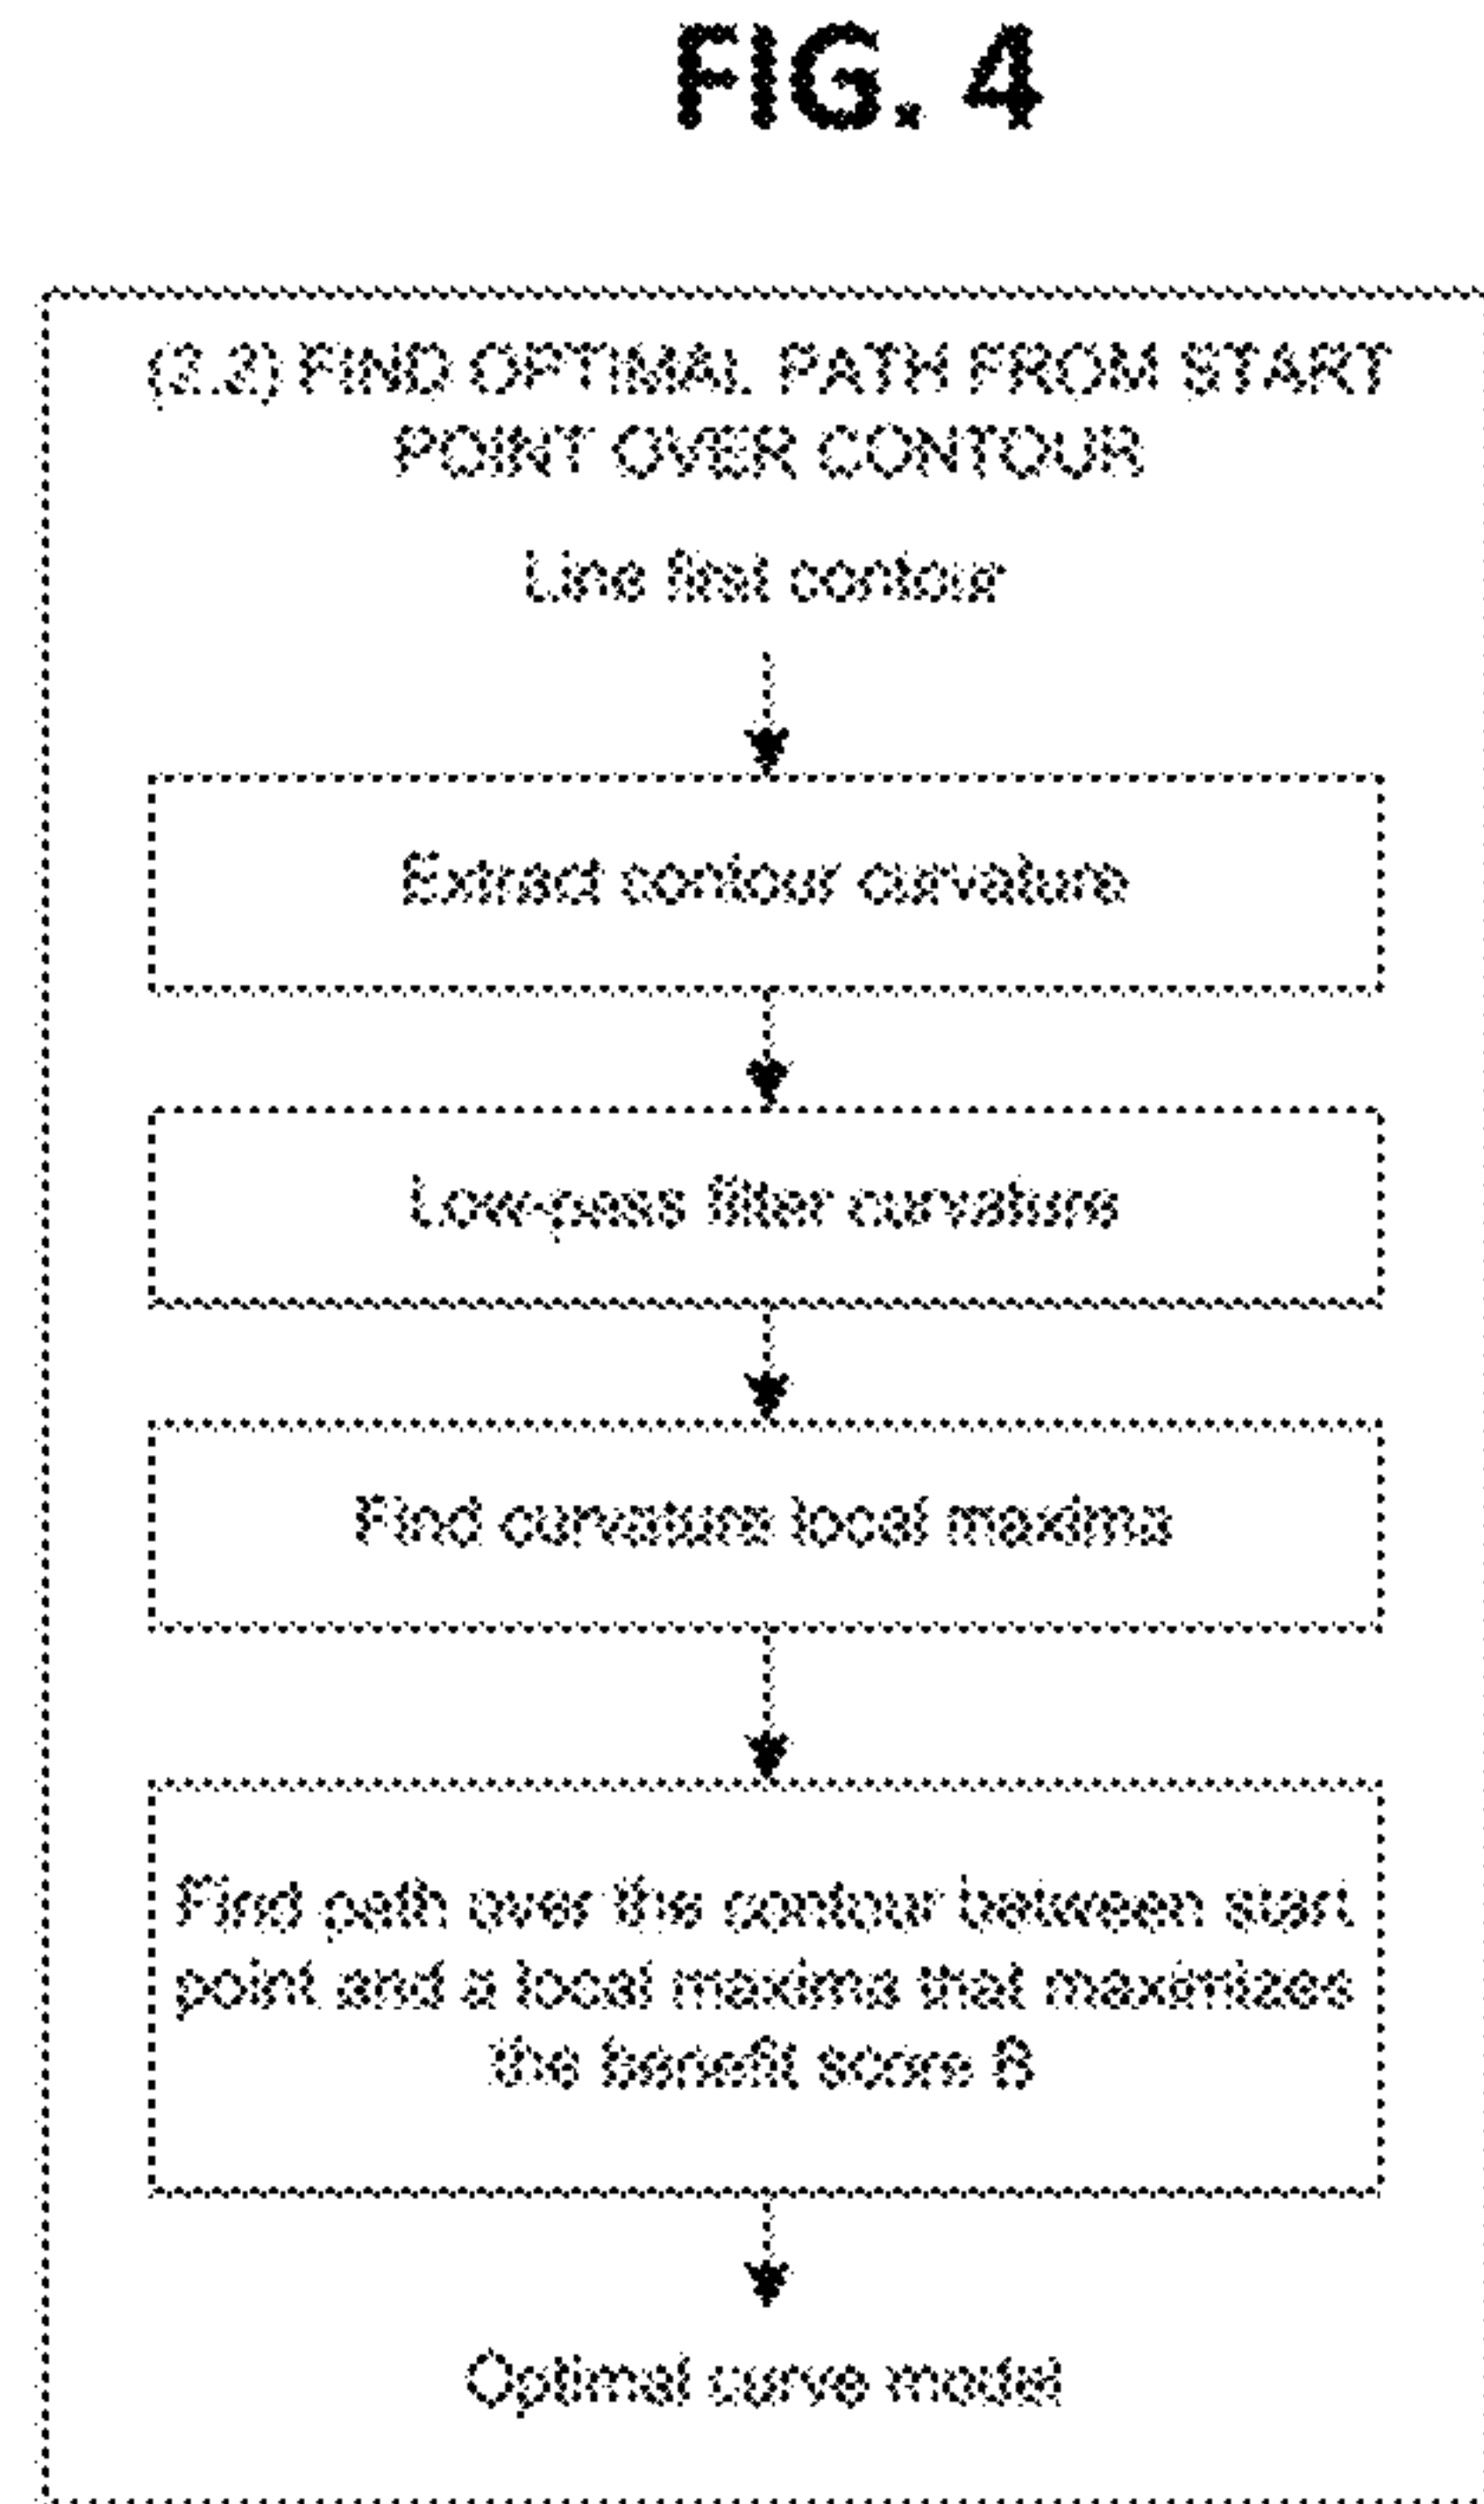 FIG. 4
FIND OPTIMAL PATH FROM START
POINT OVER CONTOUR
Line first contour
Extract contour curvature
Low-pass filter curvature
Find curvature local maxima
Find path over the contour between start
point and a local maxima that maximizes
the benefit score B
Optimal curve model